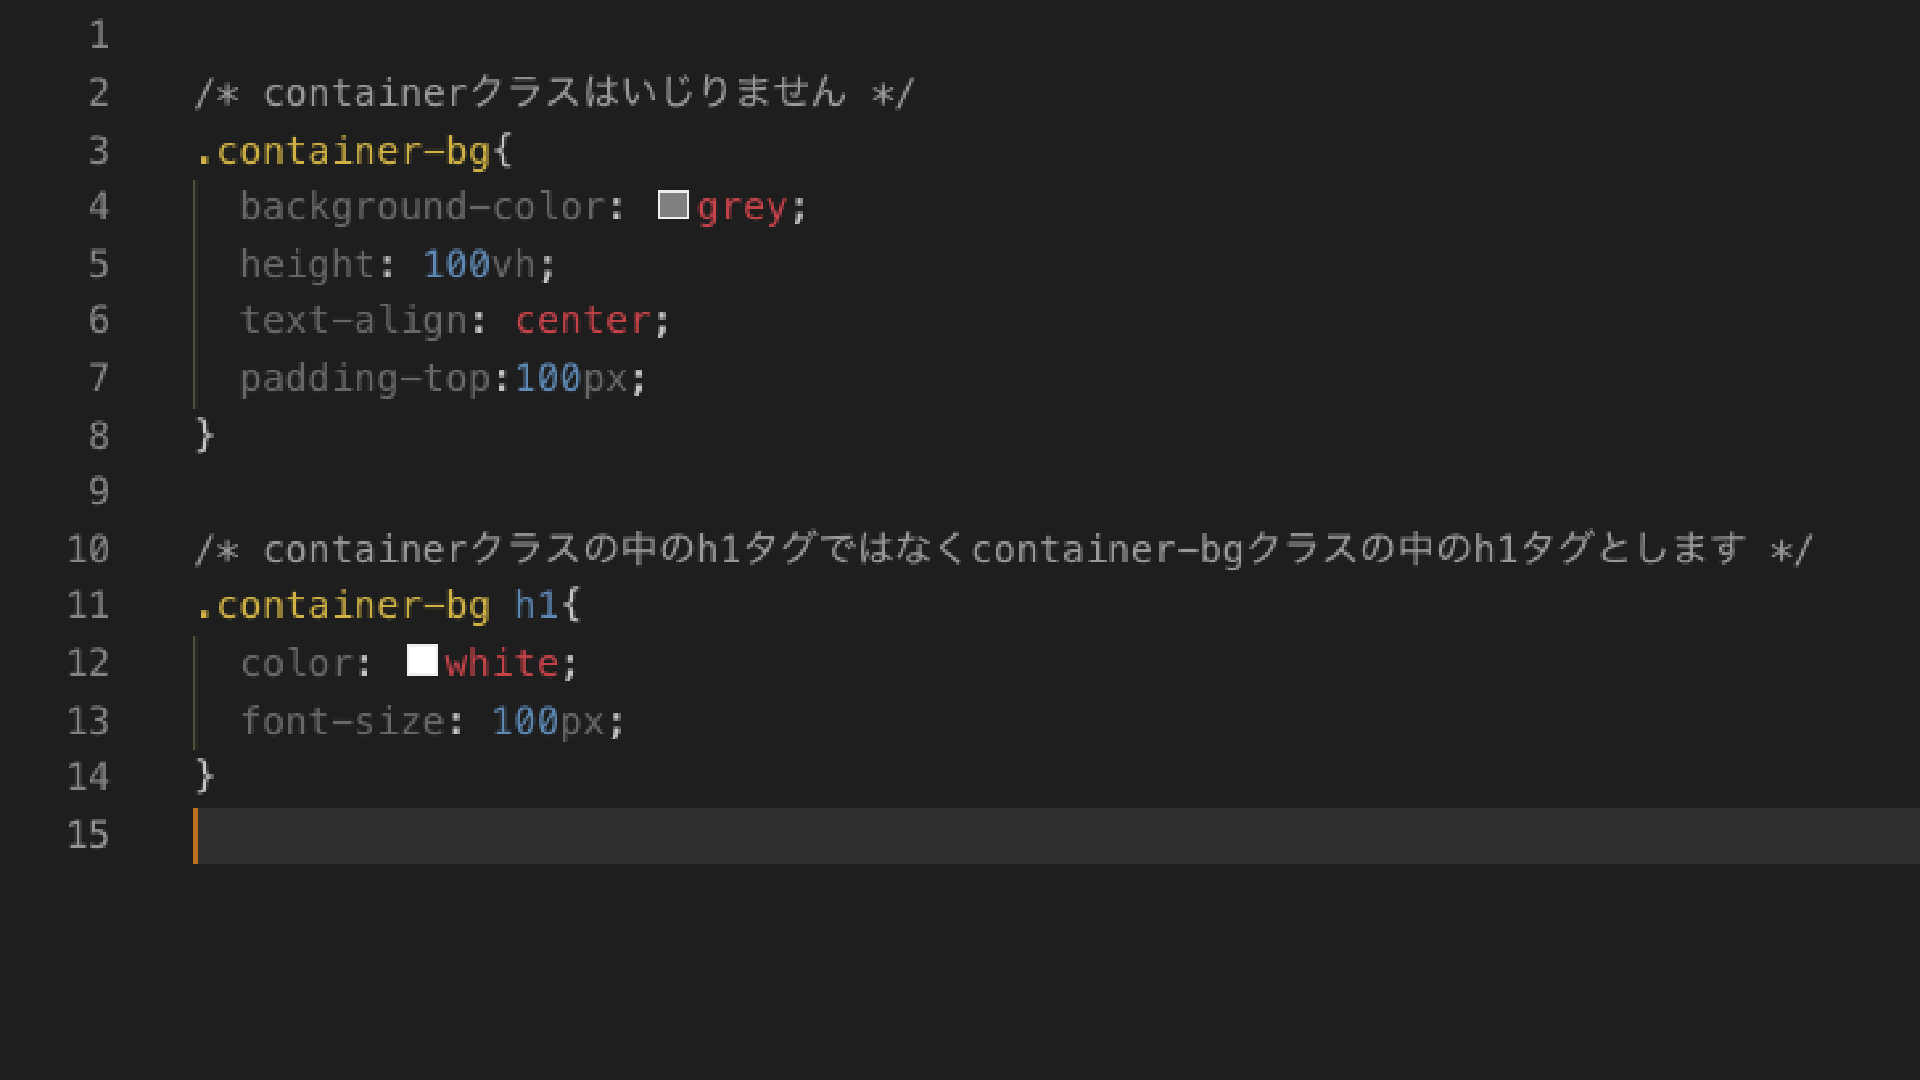 1
2 /* containerクラスはいじりません */
3 .container-bg{
4 background-color: grey;
5 height: 100vh;
6 text-align: center;
7 padding-top:100px;
8 }
9
10 /* containerクラスの中のh1タグではなくcontainer-bgクラスの中のh1タグとします */
11 .container-bg h1{
12 color: white;
13 font-size: 100px;
14 }
15